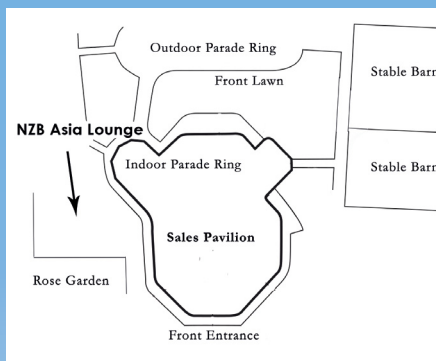 Outdoor Parade Ring
Front Lawn
Stable Barn
NZB Asia Lounge
Indoor Parade Ring
Stable Barn
Sales Pavilion
Rose Garden
Front Entrance